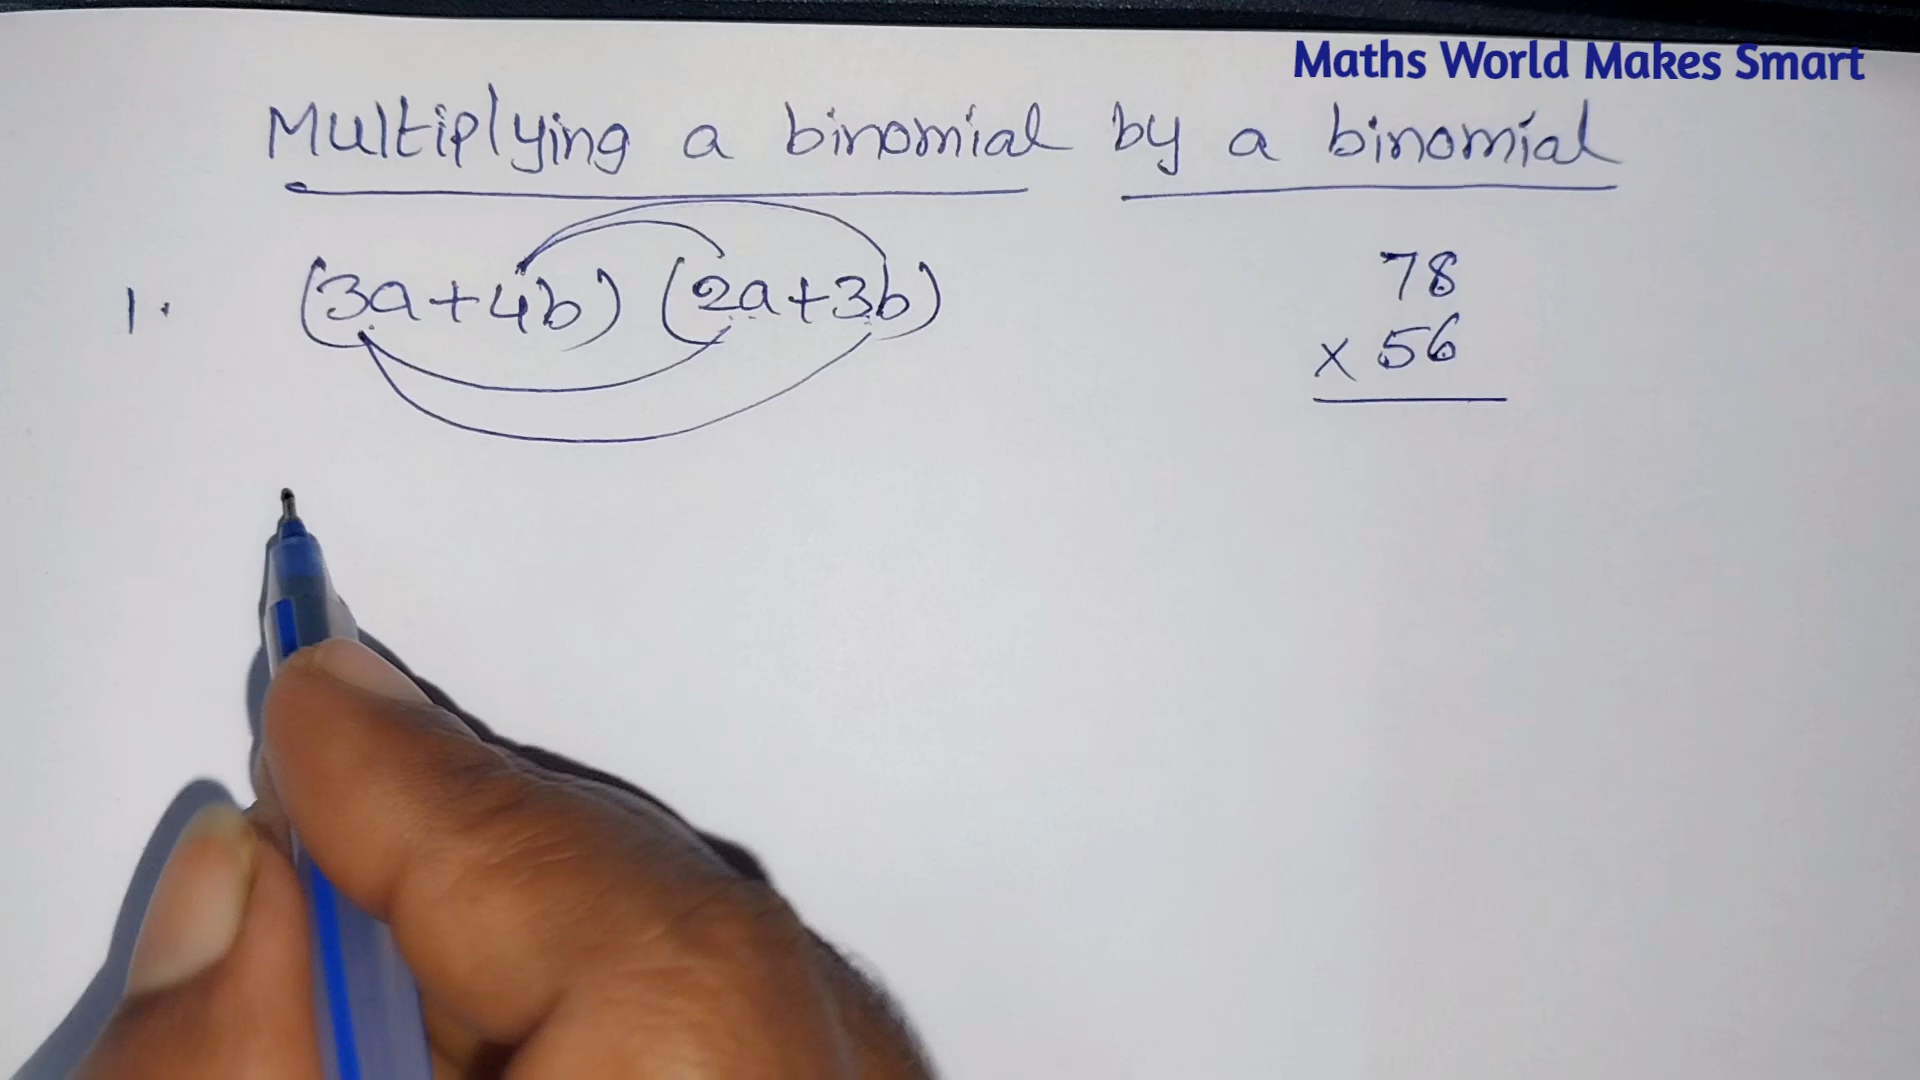 Maths World Makes Smart
Multiplying a binomial by a binomial
1. (3a+4b) (2a+3b)
78
x 56